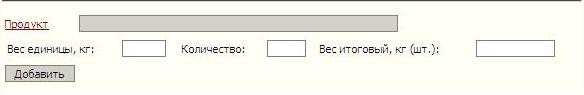 Продукт
Вес единицы, кг: Количество: Вес итоговый, кг (шт.):
Добавить